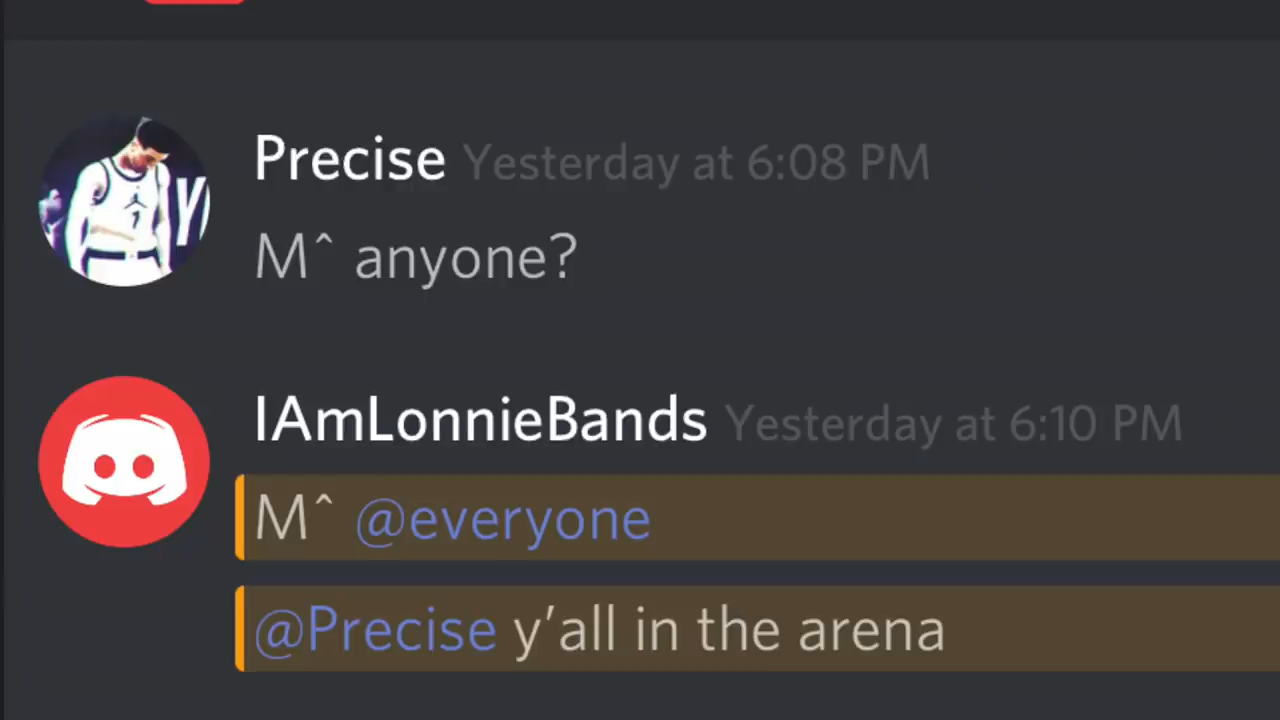 Precise Yesterday at 6:08 PM
Mˆ anyone?
IAmLonnieBands Yesterday at 6:10 PM
Mˆ @everyone
@Precise y’all in the arena